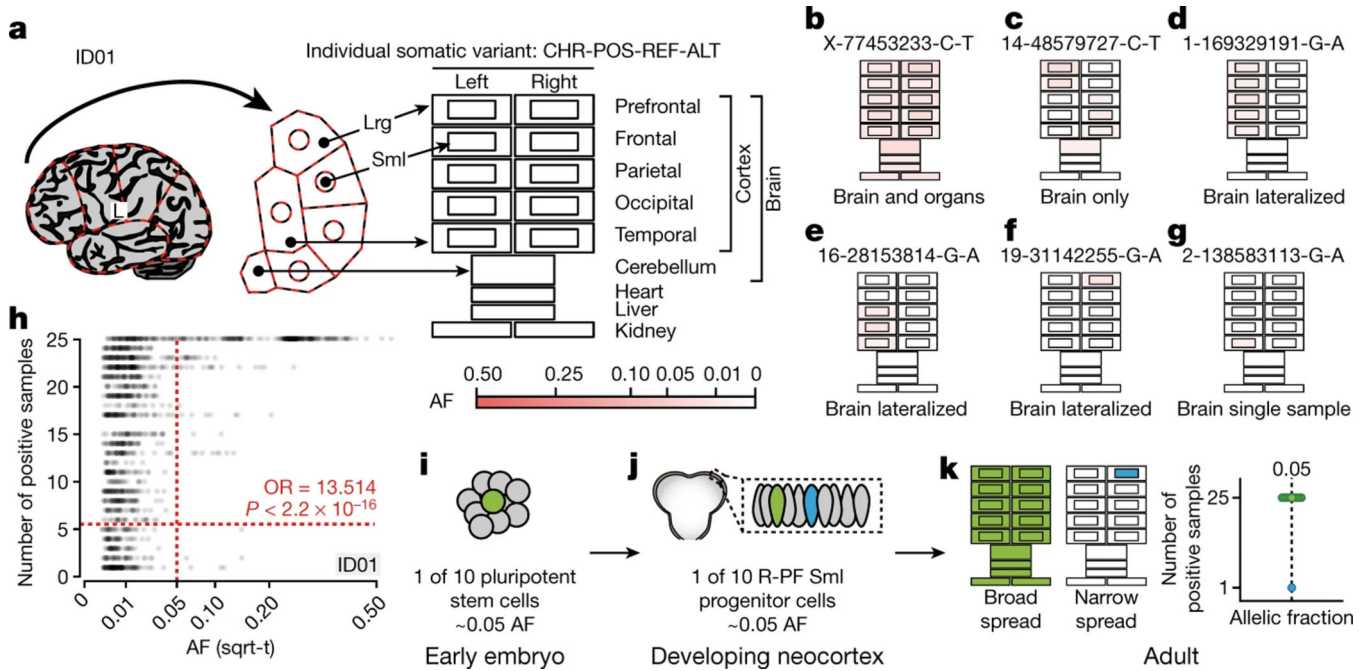 a
ID01
Individual somatic variant: CHR-POS-REF-ALT
Left Right
Lrg
Sml
L
Prefrontal
Frontal
Parietal
Occipital
Temporal
Cerebellum
Heart
Liver
Kidney
Cortex
Brain
AF
0.50 0.25 0.10 0.05 0.01 0
b
X-77453233-C-T
Brain and organs
c
14-48579727-C-T
Brain only
d
1-169329191-G-A
Brain lateralized
e
16-28153814-G-A
Brain lateralized
f
19-31142255-G-A
Brain lateralized
g
2-138583113-G-A
Brain single sample
h
Number of positive samples
25
20
15
10
5
0
OR = 13.514
P < 2.2 × 10⁻¹⁶
ID01
0 0.01 0.05 0.10 0.20 0.50
AF (sqrt-t)
i
1 of 10 pluripotent
stem cells
~0.05 AF
Early embryo
j
1 of 10 R-PF Sml
progenitor cells
~0.05 AF
Developing neocortex
k
Broad
spread
Narrow
spread
0.05
Number of
positive samples
25
1
Allelic fraction
Adult